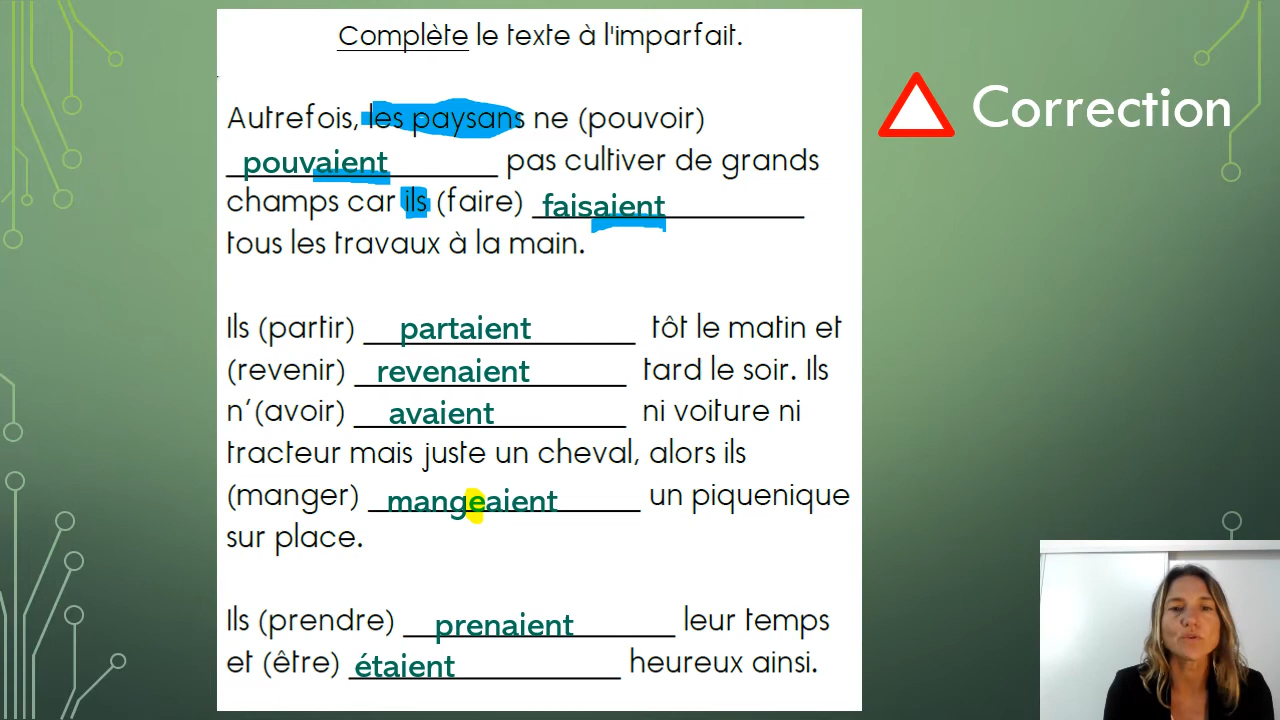 Complète le texte à l'imparfait.
Correction
Autrefois, les paysans ne (pouvoir)
pouvaient pas cultiver de grands
champs car ils (faire) faisaient
tous les travaux à la main.
Ils (partir) partaient tôt le matin et
(revenir) revenaient tard le soir. Ils
n’(avoir) avaient ni voiture ni
tracteur mais juste un cheval, alors ils
(manger) mangeaient un piquenique
sur place.
Ils (prendre) prenaient leur temps
et (être) étaient heureux ainsi.